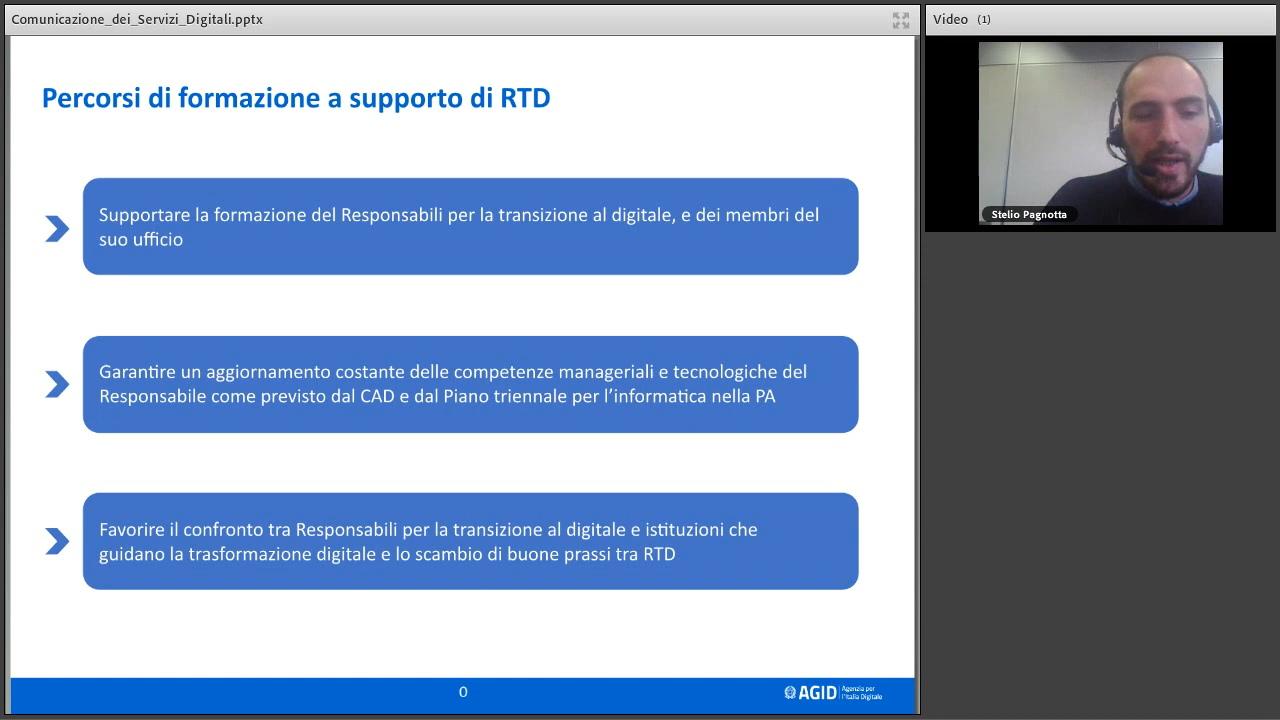 Comunicazione_dei_Servizi_Digitali.pptx
Video (1)
Percorsi di formazione a supporto di RTD
Supportare la formazione del Responsabili per la transizione al digitale, e dei membri del
suo ufficio
Garantire un aggiornamento costante delle competenze manageriali e tecnologiche del
Responsabile come previsto dal CAD e dal Piano triennale per l’informatica nella PA
Favorire il confronto tra Responsabili per la transizione al digitale e istituzioni che
guidano la trasformazione digitale e lo scambio di buone prassi tra RTD
0
AGID
Agenzia per
l'Italia Digitale
Stelio Pagnotta